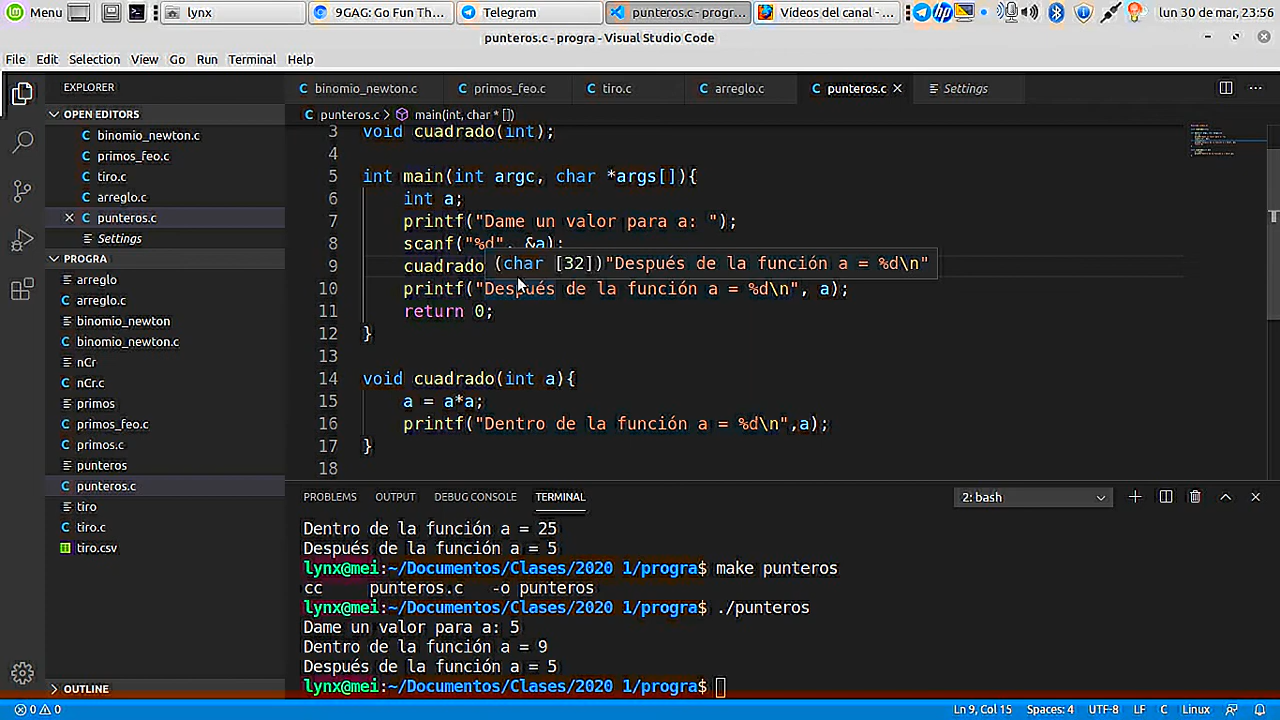 Menu lynx 9GAG: Go Fun Th... Telegram punteros.c - progr... Vídeos del canal - ... lun 30 de mar, 23:56
punteros.c - progra - Visual Studio Code
File Edit Selection View Go Run Terminal Help
EXPLORER
OPEN EDITORS
C binomio_newton.c
C primos_feo.c
C tiro.c
C arreglo.c
C punteros.c
Settings
PROGRA
arreglo
C arreglo.c
binomio_newton
C binomio_newton.c
nCr
C nCr.c
primos
C primos_feo.c
C primos.c
punteros
C punteros.c
tiro
C tiro.c
tiro.csv
OUTLINE
C binomio_newton.c C primos_feo.c C tiro.c C arreglo.c C punteros.c Settings
C punteros.c > main(int, char * [])
3 void cuadrado(int);
4
5 int main(int argc, char *args[]){
6 int a;
7 printf("Dame un valor para a: ");
8 scanf("%d", &a);
(char [32])"Después de la función a = %d\n"
9 cuadrado
10 printf("Después de la función a = %d\n", a);
11 return 0;
12 }
13
14 void cuadrado(int a){
15 a = a*a;
16 printf("Dentro de la función a = %d\n",a);
17 }
18
PROBLEMS OUTPUT DEBUG CONSOLE TERMINAL 2: bash
Dentro de la función a = 25
Después de la función a = 5
lynx@mei:~/Documentos/Clases/2020 1/progra$ make punteros
cc punteros.c -o punteros
lynx@mei:~/Documentos/Clases/2020 1/progra$ ./punteros
Dame un valor para a: 5
Dentro de la función a = 9
Después de la función a = 5
lynx@mei:~/Documentos/Clases/2020 1/progra$
0 0 Ln 9, Col 15 Spaces: 4 UTF-8 LF C Linux